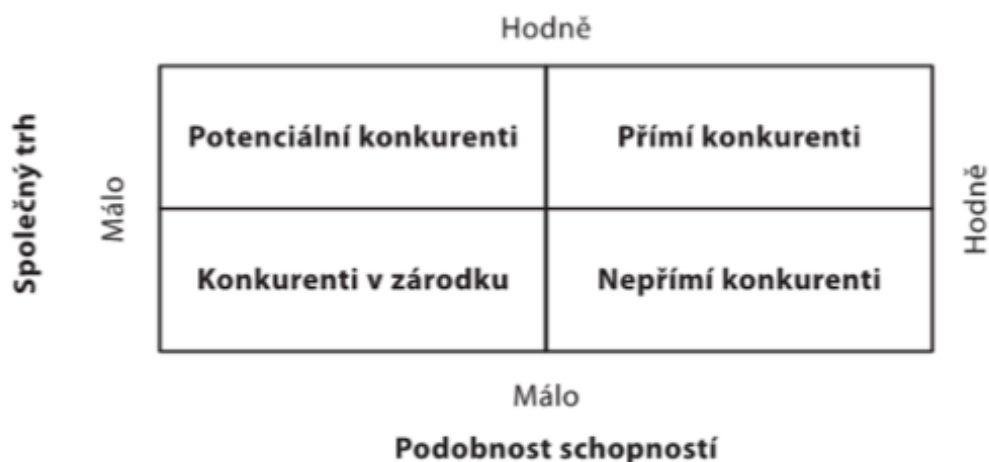 Hodně
Společný trh
Málo
Potenciální konkurenti
Přímí konkurenti
Hodně
Konkurenti v zárodku
Nepřímí konkurenti
Málo
Podobnost schopností